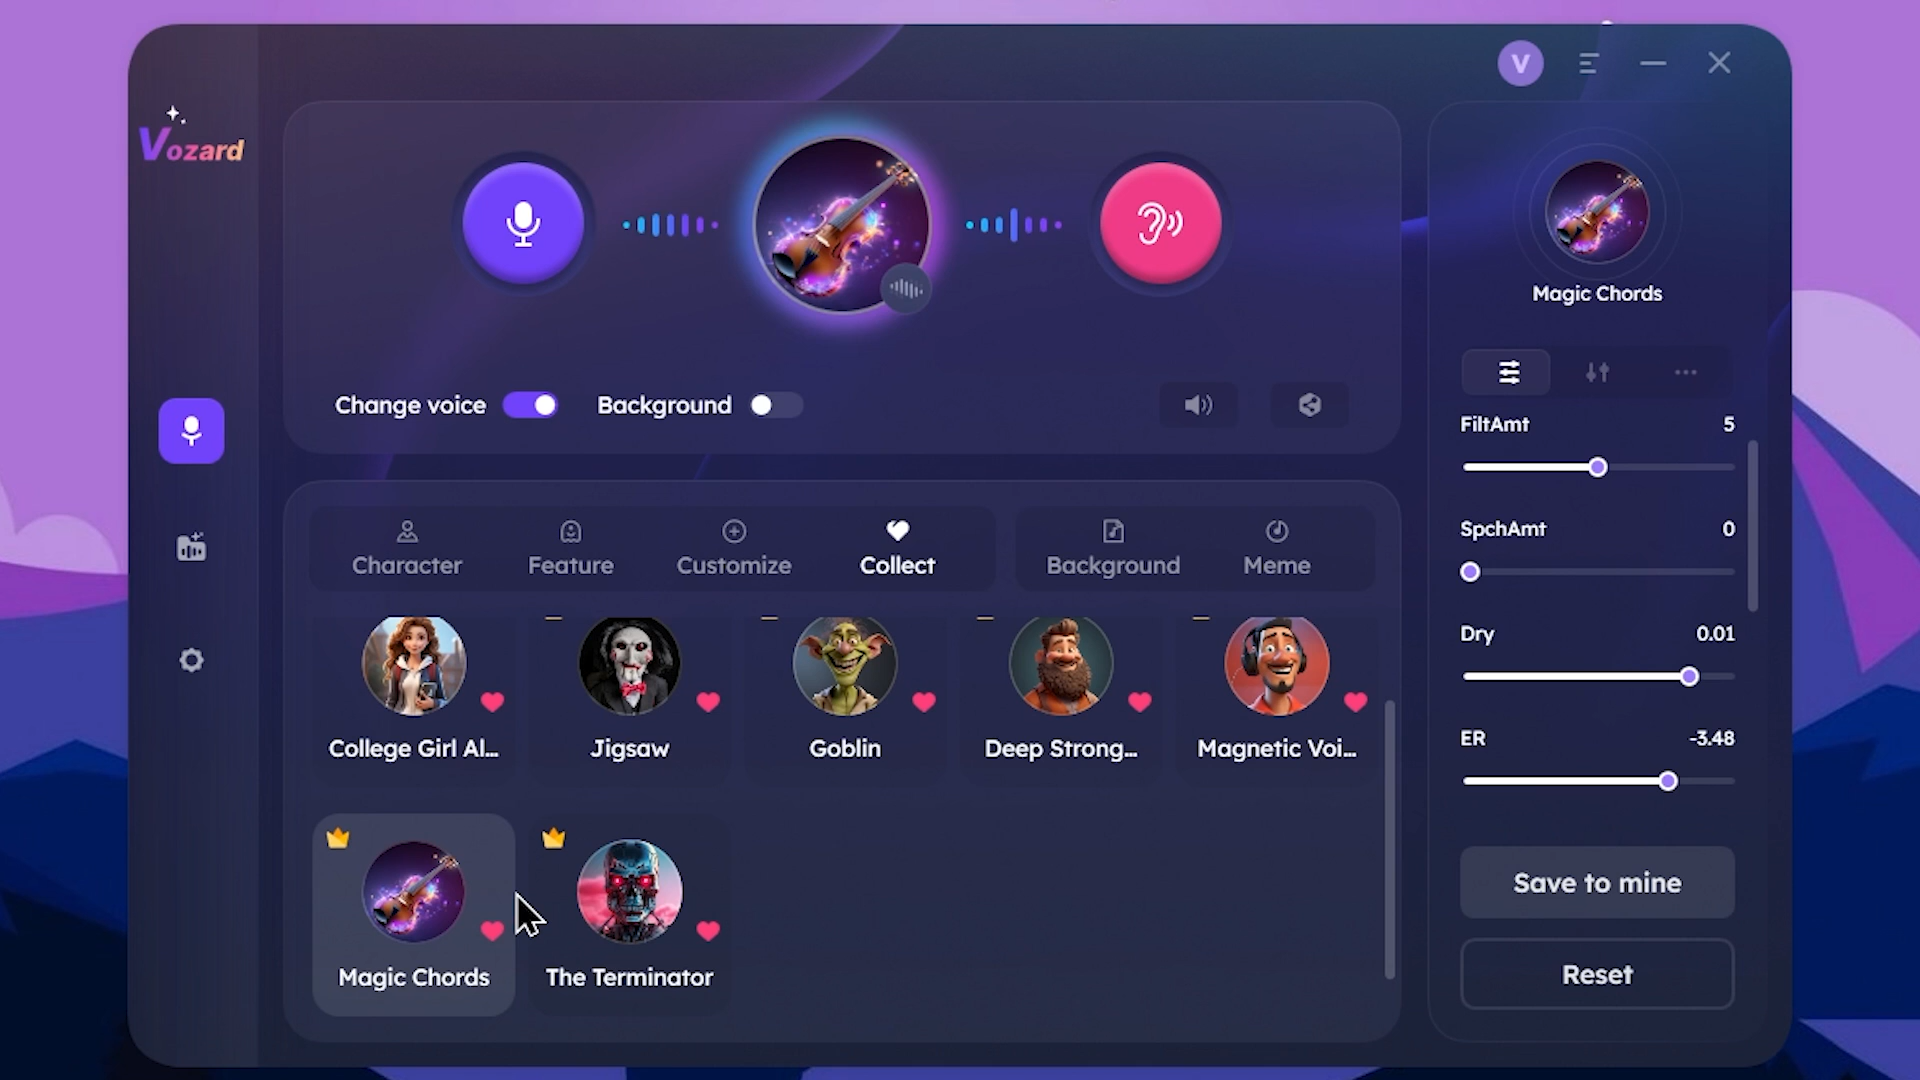 V
Vozard
Magic Chords
Change voice
Background
FiltAmt 5
SpchAmt 0
Dry 0.01
ER -3.48
Character
Feature
Customize
Collect
Background
Meme
College Girl Al...
Jigsaw
Goblin
Deep Strong...
Magnetic Voi...
Magic Chords
The Terminator
Save to mine
Reset